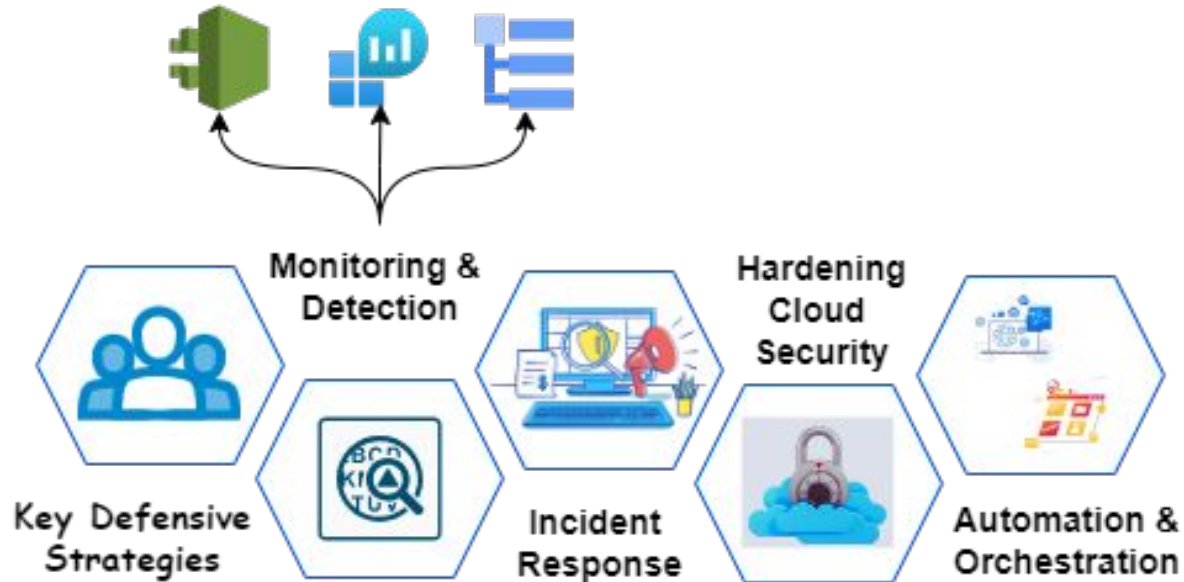 Monitoring &
Detection
Hardening
Cloud
Security
Key Defensive
Strategies
Incident
Response
Automation &
Orchestration